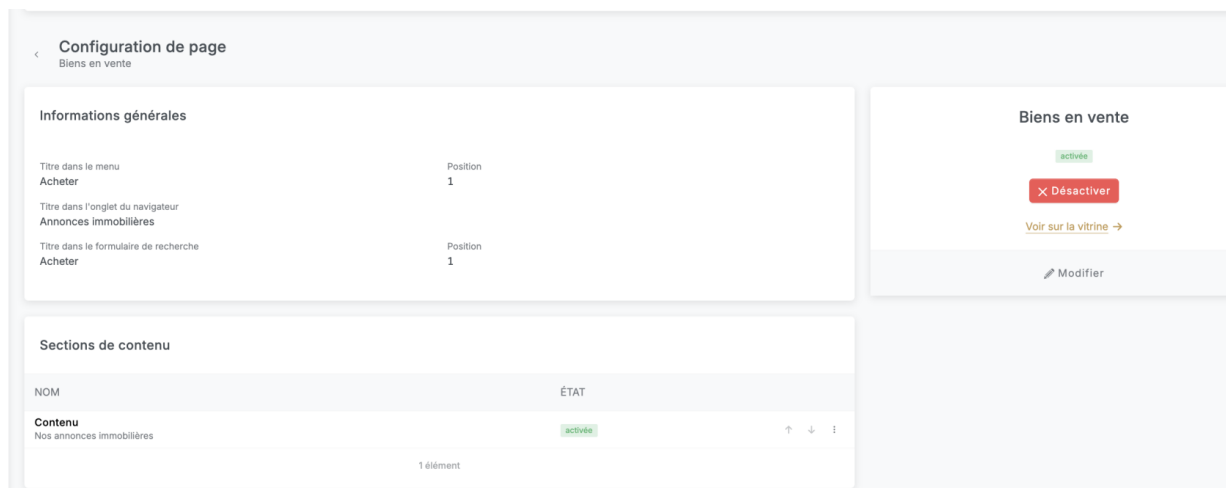 Configuration de page
Biens en vente
Informations générales
Titre dans le menu
Acheter
Position
1
Titre dans l'onglet du navigateur
Annonces immobilières
Titre dans le formulaire de recherche
Acheter
Position
1
Biens en vente
activée
Désactiver
Voir sur la vitrine →
Modifier
Sections de contenu
NOM
ÉTAT
Contenu
Nos annonces immobilières
activée
1 élément